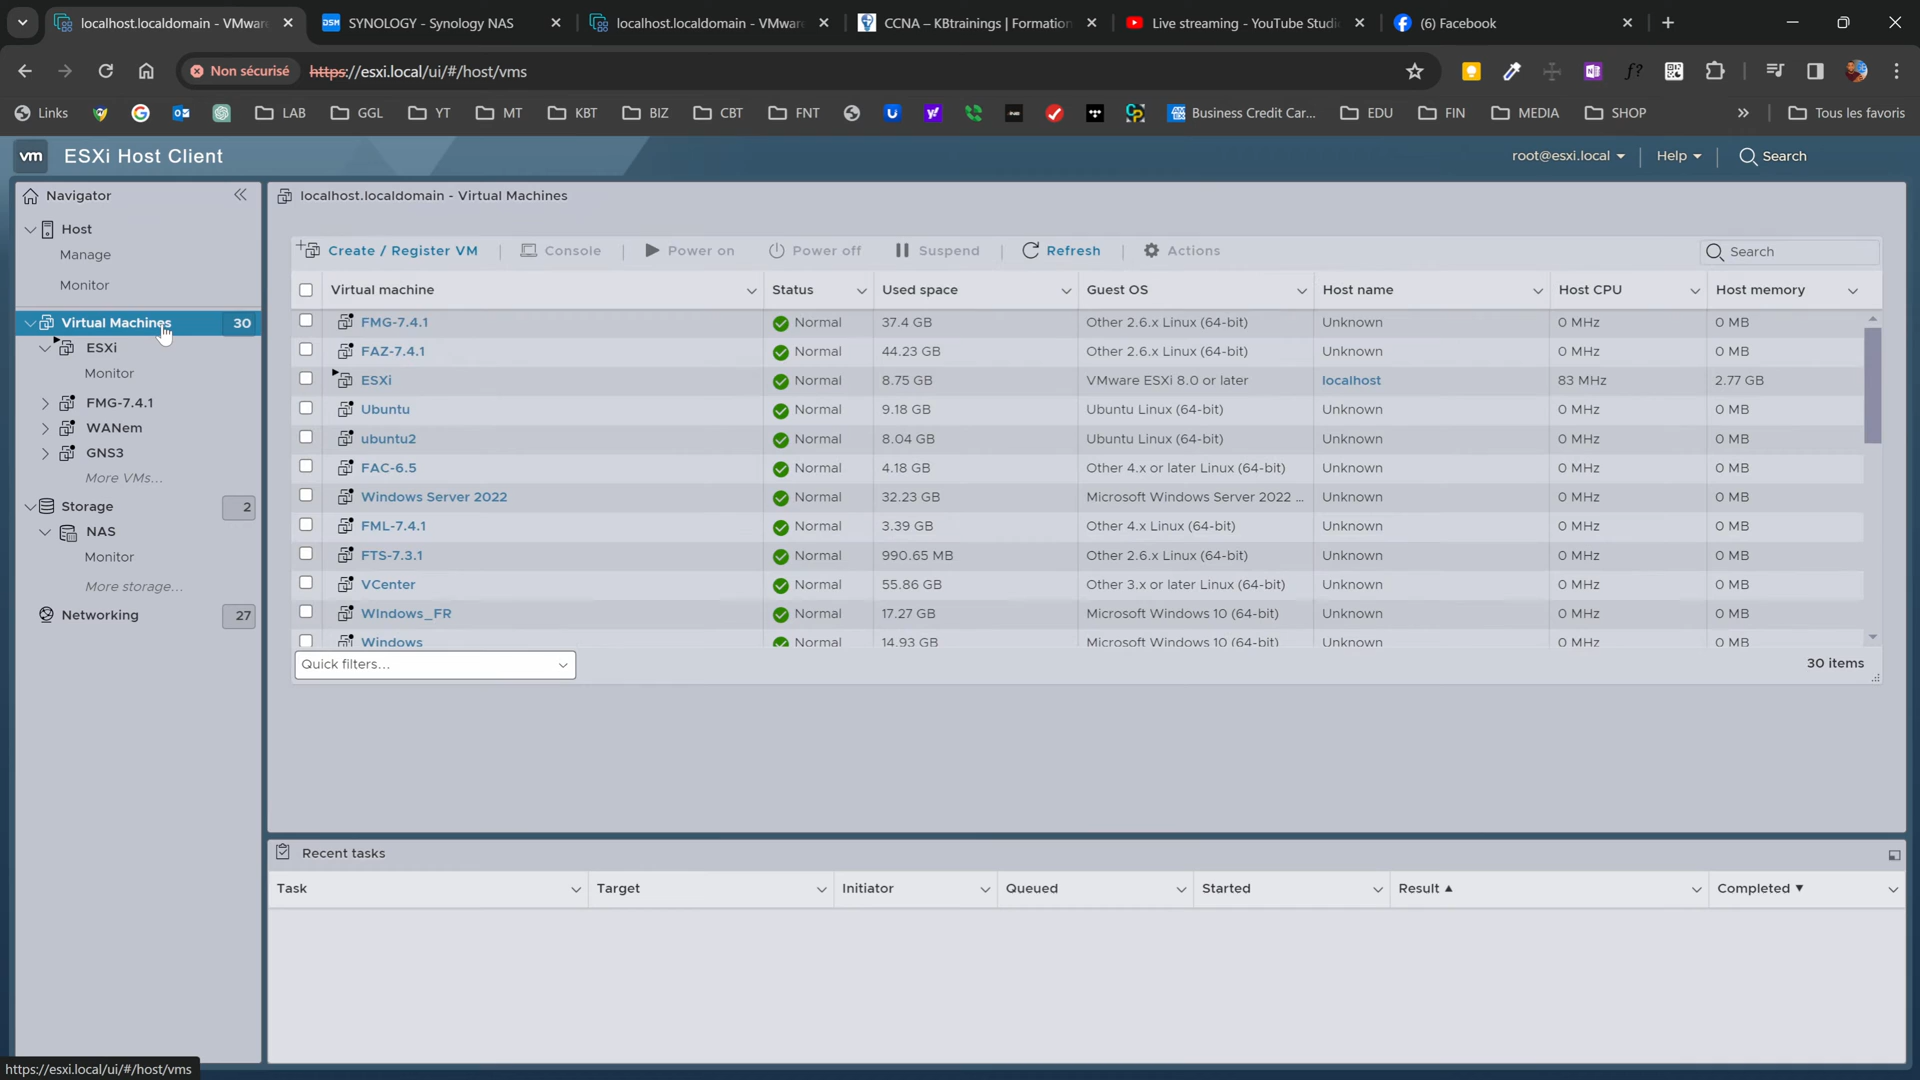 localhost.localdomain - VMwar
SYNOLOGY - Synology NAS
localhost.localdomain - VMwar
CCNA – KBtrainings | Formation
Live streaming - YouTube Studi
(6) Facebook
Non sécurisé
https://esxi.local/ui/#/host/vms
Links
LAB
GGL
YT
MT
KBT
BIZ
CBT
FNT
Business Credit Car...
EDU
FIN
MEDIA
SHOP
Tous les favoris
vm
ESXi Host Client
root@esxi.local
Help
Search
Navigator
Host
Manage
Monitor
Virtual Machines 30
ESXi
Monitor
FMG-7.4.1
WANem
GNS3
More VMs...
Storage 2
NAS
Monitor
More storage...
Networking 27
localhost.localdomain - Virtual Machines
Create / Register VM | Console | Power on Power off Suspend | Refresh | Actions
Search
Virtual machine Status Used space Guest OS Host name Host CPU Host memory
FMG-7.4.1 Normal 37.4 GB Other 2.6.x Linux (64-bit) Unknown 0 MHz 0 MB
FAZ-7.4.1 Normal 44.23 GB Other 2.6.x Linux (64-bit) Unknown 0 MHz 0 MB
ESXi Normal 8.75 GB VMware ESXi 8.0 or later localhost 83 MHz 2.77 GB
Ubuntu Normal 9.18 GB Ubuntu Linux (64-bit) Unknown 0 MHz 0 MB
ubuntu2 Normal 8.04 GB Ubuntu Linux (64-bit) Unknown 0 MHz 0 MB
FAC-6.5 Normal 4.18 GB Other 4.x or later Linux (64-bit) Unknown 0 MHz 0 MB
Windows Server 2022 Normal 32.23 GB Microsoft Windows Server 2022 ... Unknown 0 MHz 0 MB
FML-7.4.1 Normal 3.39 GB Other 4.x Linux (64-bit) Unknown 0 MHz 0 MB
FTS-7.3.1 Normal 990.65 MB Other 2.6.x Linux (64-bit) Unknown 0 MHz 0 MB
VCenter Normal 55.86 GB Other 3.x or later Linux (64-bit) Unknown 0 MHz 0 MB
WIndows_FR Normal 17.27 GB Microsoft Windows 10 (64-bit) Unknown 0 MHz 0 MB
Windows Normal 14.93 GB Microsoft Windows 10 (64-bit) Unknown 0 MHz 0 MB
Quick filters...
30 items
Recent tasks
Task Target Initiator Queued Started Result ▲ Completed ▼
https://esxi.local/ui/#/host/vms